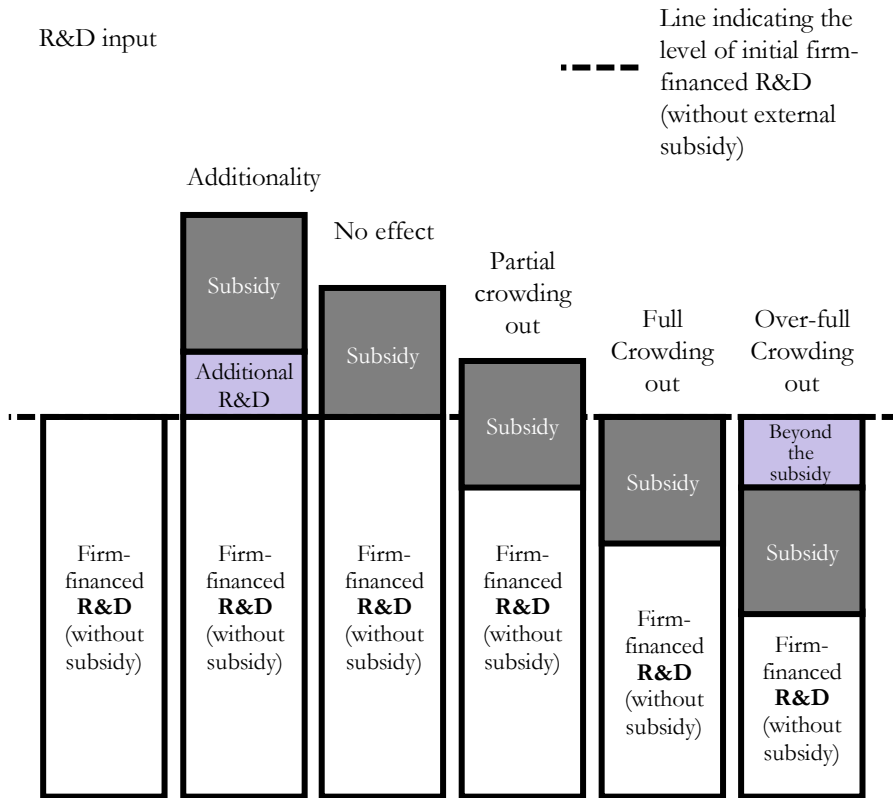 R&D input
Line indicating the
level of initial firm-
financed R&D
(without external
subsidy)
Additionality
No effect
Partial
crowding
out
Full
Crowding
out
Over-full
Crowding
out
Subsidy
Additional
R&D
Subsidy
Subsidy
Subsidy
Beyond
the
subsidy
Subsidy
Firm-
financed
R&D
(without
subsidy)
Firm-
financed
R&D
(without
subsidy)
Firm-
financed
R&D
(without
subsidy)
Firm-
financed
R&D
(without
subsidy)
Firm-
financed
R&D
(without
subsidy)
Firm-
financed
R&D
(without
subsidy)